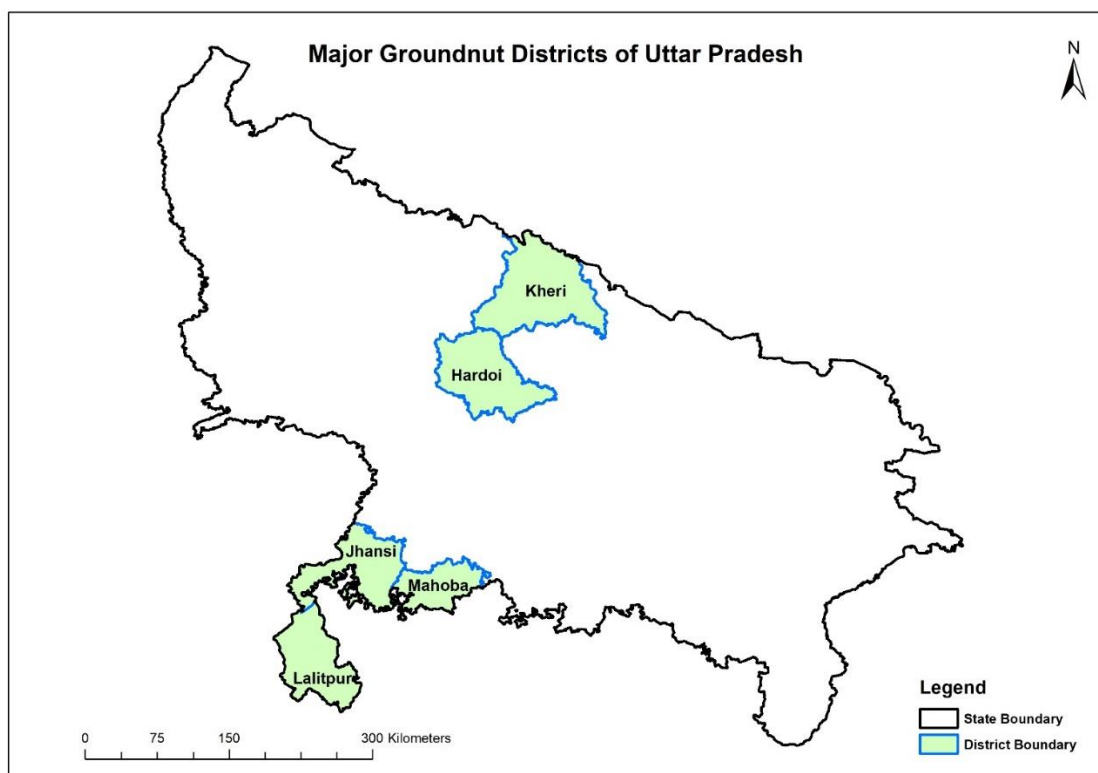 Major Groundnut Districts of Uttar Pradesh
N
Kheri
Hardoi
Jhansi
Mahoba
Lalitpur
Legend
State Boundary
District Boundary
0 75 150 300 Kilometers